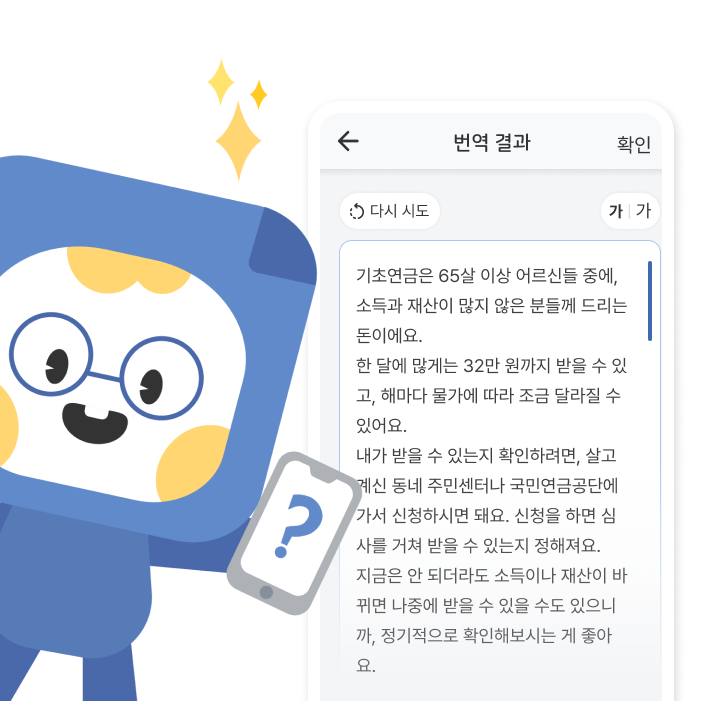 번역 결과
확인
다시 시도
가 가
기초연금은 65살 이상 어르신들 중에,
소득과 재산이 많지 않은 분들께 드리는
돈이에요.
한 달에 많게는 32만 원까지 받을 수 있
고, 해마다 물가에 따라 조금 달라질 수
있어요.
내가 받을 수 있는지 확인하려면, 살고
계신 동네 주민센터나 국민연금공단에
가서 신청하시면 돼요. 신청을 하면 심
사를 거쳐 받을 수 있는지 정해져요.
지금은 안 되더라도 소득이나 재산이 바
뀌면 나중에 받을 수 있을 수도 있으니
까, 정기적으로 확인해보시는 게 좋아
요.
?